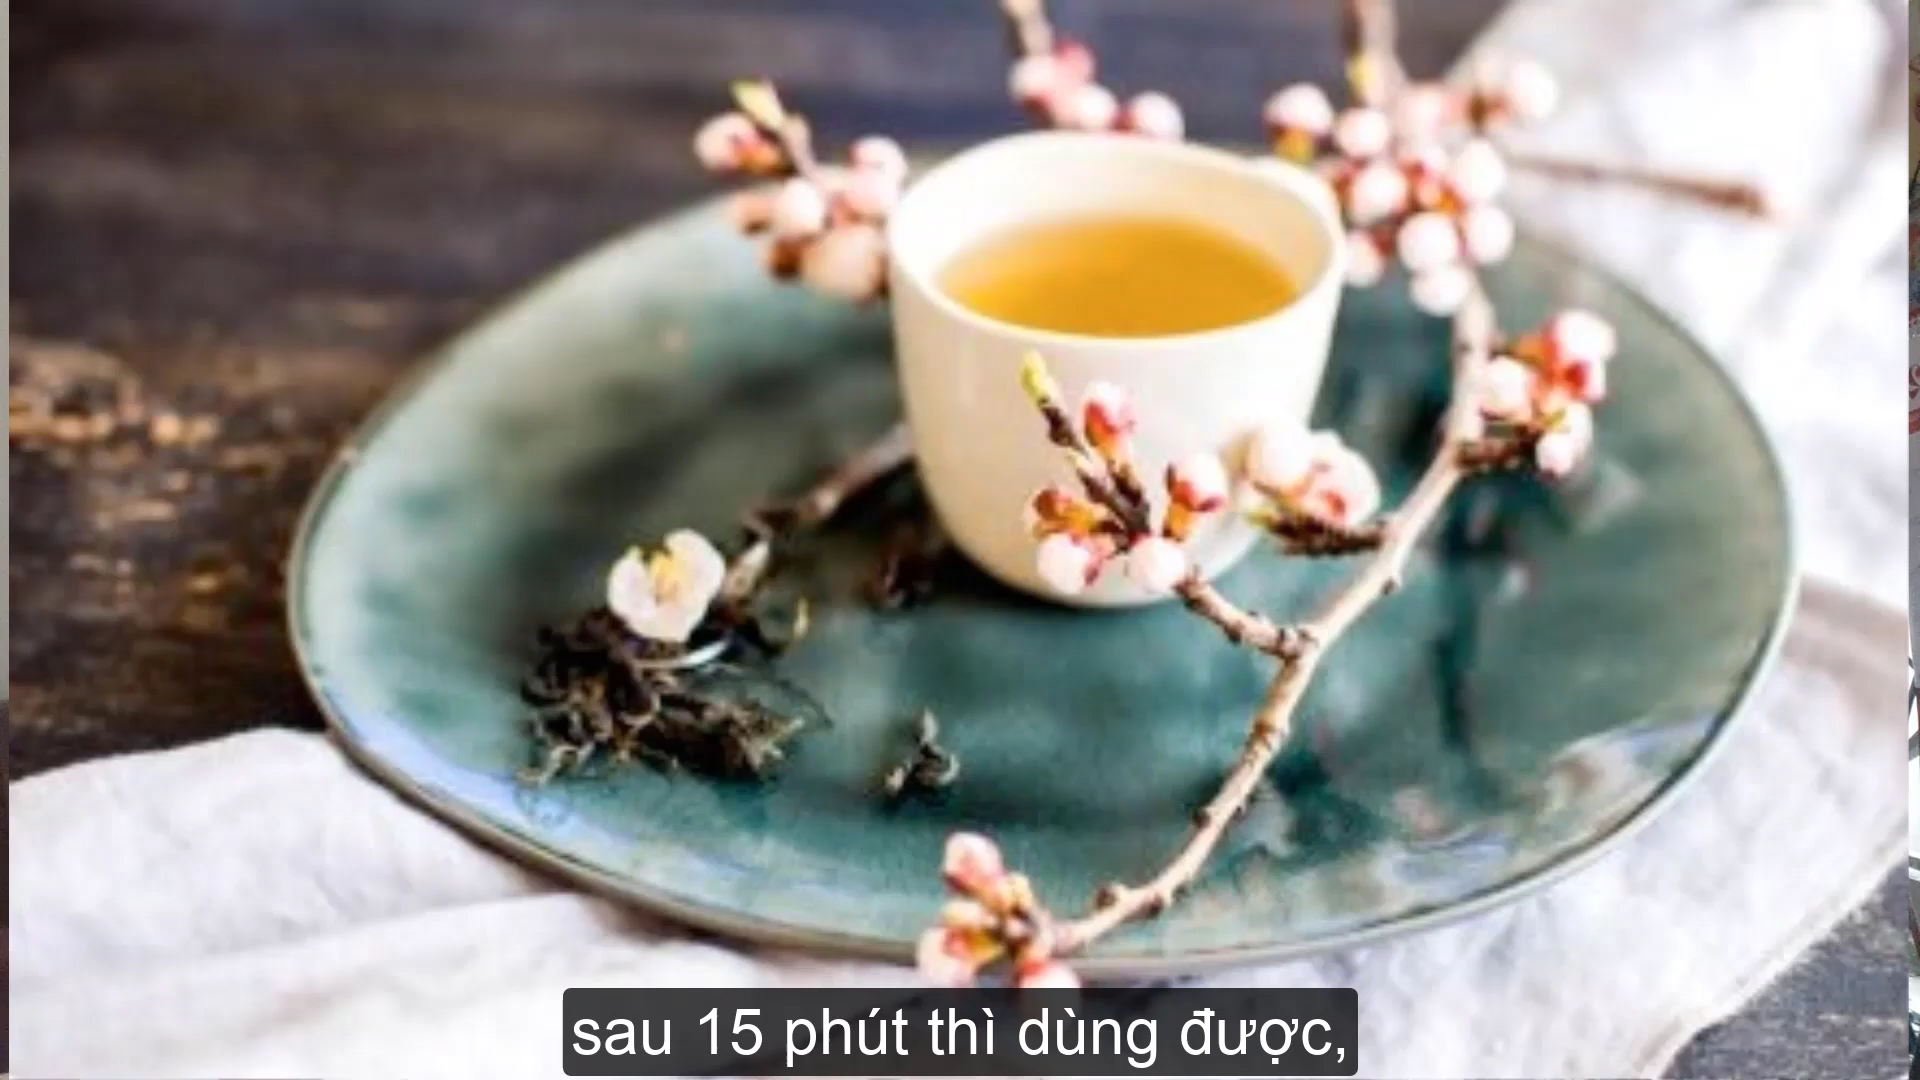 sau 15 phút thì dùng được,